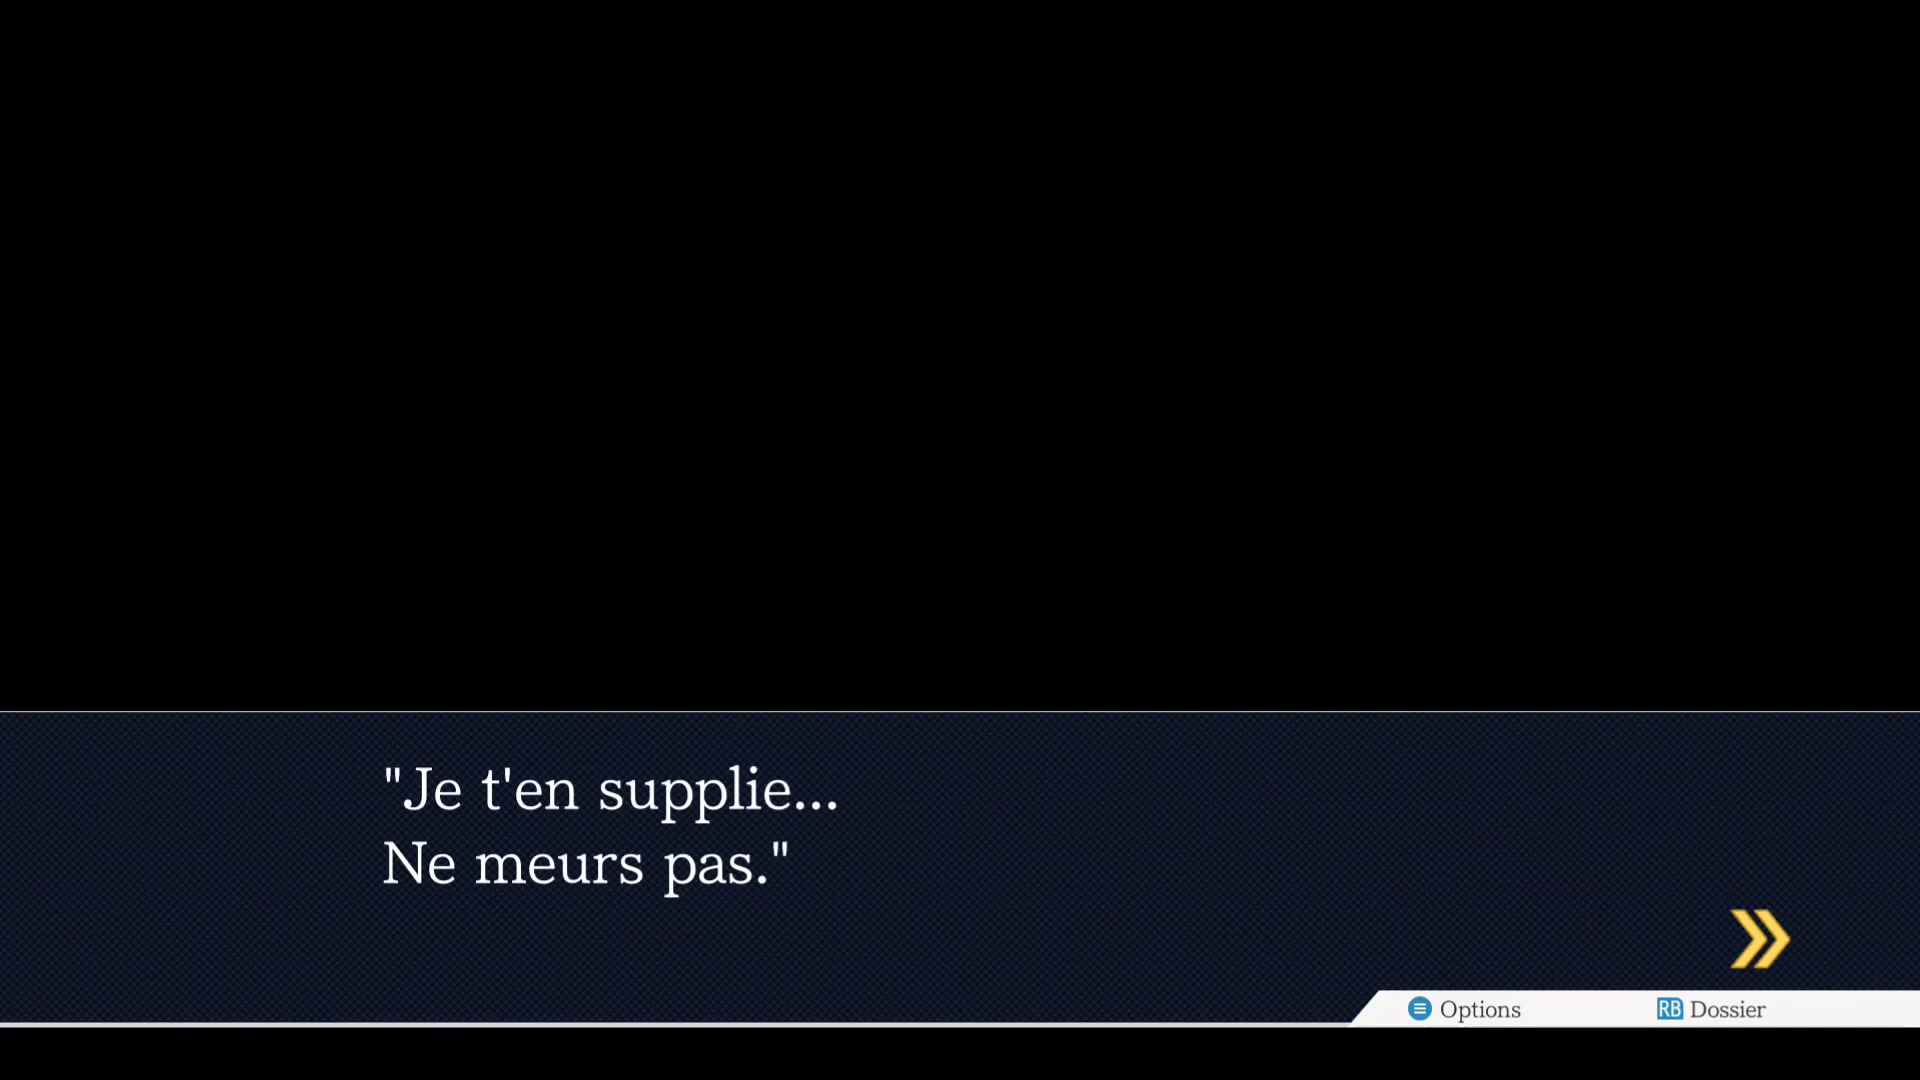 "Je t'en supplie...
Ne meurs pas."
Options
RB Dossier